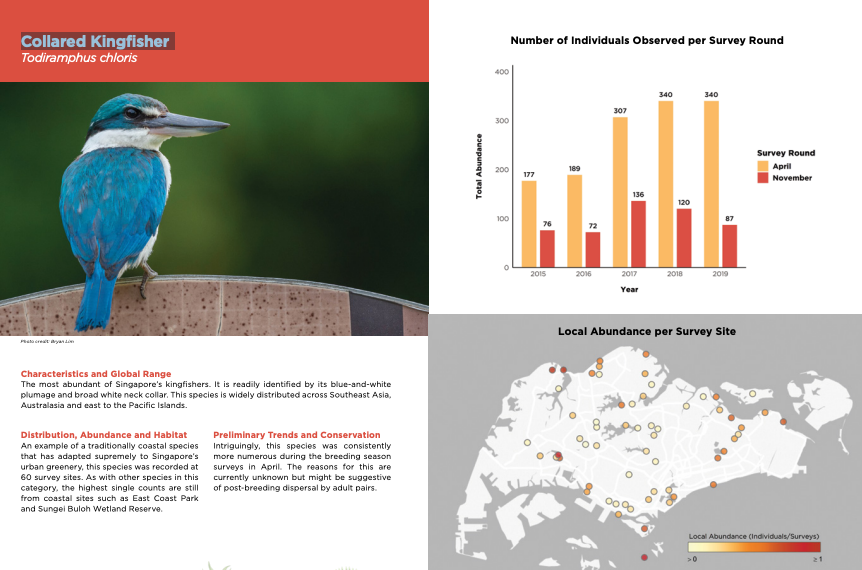 Collared Kingfisher
Todiramphus chloris
Photo credit: Bryan Lim
Characteristics and Global Range
The most abundant of Singapore's kingfishers. It is readily identified by its blue-and-white
plumage and broad white neck collar. This species is widely distributed across Southeast Asia,
Australasia and east to the Pacific Islands.
Distribution, Abundance and Habitat
An example of a traditionally coastal species
that has adapted supremely to Singapore's
urban greenery, this species was recorded at
60 survey sites. As with other species in this
category, the highest single counts are still
from coastal sites such as East Coast Park
and Sungei Buloh Wetland Reserve.
Preliminary Trends and Conservation
Intriguingly, this species was consistently
more numerous during the breeding season
surveys in April. The reasons for this are
currently unknown but might be suggestive
of post-breeding dispersal by adult pairs.
Number of Individuals Observed per Survey Round
Total Abundance
400
300
200
100
0
177
76
189
72
307
136
340
120
340
87
2015
2016
2017
2018
2019
Year
Survey Round
April
November
Local Abundance per Survey Site
Local Abundance (Individuals/Surveys)
> 0
≥ 1